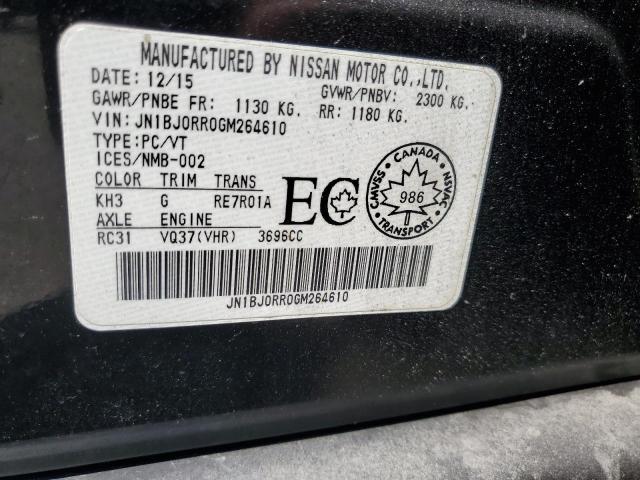 MANUFACTURED BY NISSAN MOTOR CO.,LTD.
DATE: 12/15 GVWR/PNBV: 2300 KG.
GAWR/PNBE FR: 1130 KG. RR: 1180 KG.
VIN: JN1BJ0RR0GM264610
TYPE:PC/VT
ICES/NMB-002
COLOR TRIM TRANS
KH3 G RE7R01A
AXLE ENGINE
RC31 VQ37(VHR) 3696CC
EC
CANADA
CMVSS
986
NSVAC
TRANSPORT
JN1BJ0RR0GM264610